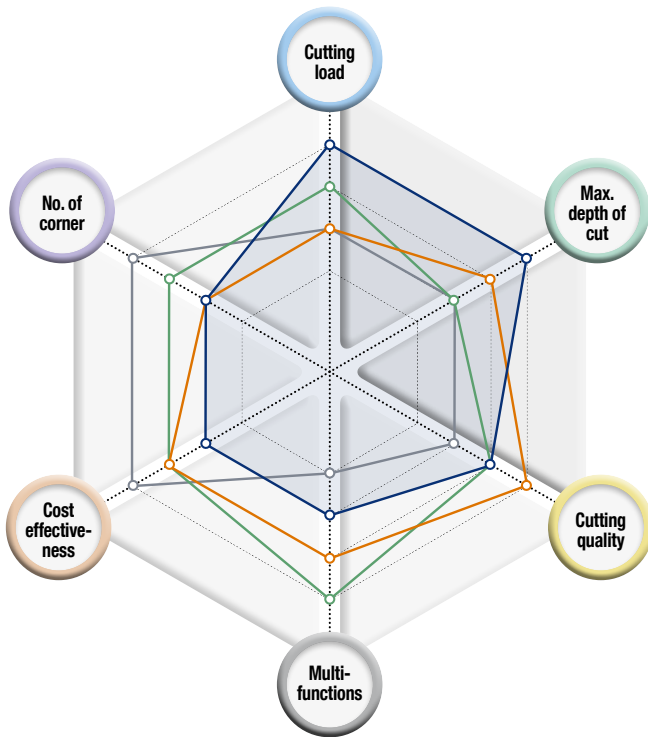 Cutting
load
No. of
corner
Max.
depth of
cut
Cost
effective-
ness
Cutting
quality
Multi-
functions